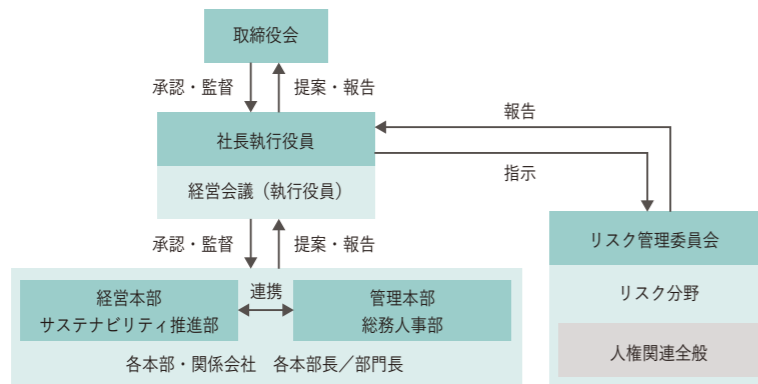 取締役会
承認・監督
提案・報告
社長執行役員
経営会議（執行役員）
報告
指示
承認・監督
提案・報告
リスク管理委員会
リスク分野
人権関連全般
経営本部
サステナビリティ推進部
連携
管理本部
総務人事部
各本部・関係会社　各本部長／部門長